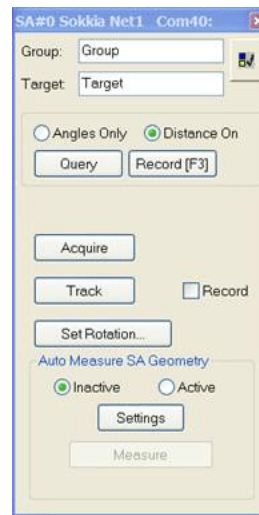 SA#0 Sokkia Net1 Com40:
Group: Group
Target: Target
Angles Only Distance On
Query Record [F3]
Acquire
Track Record
Set Rotation...
Auto Measure SA Geometry
Inactive Active
Settings
Measure